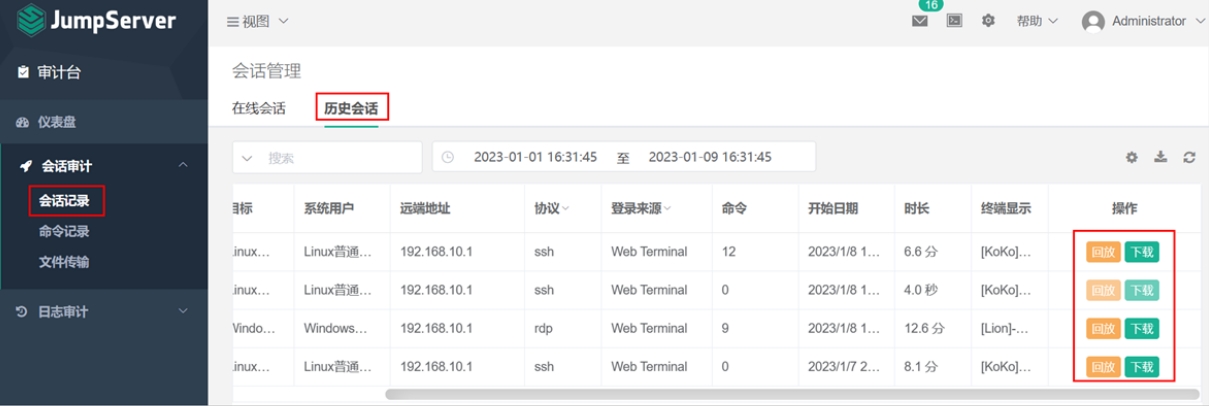 JumpServer
视图
16
帮助
Administrator
审计台
仪表盘
会话审计
会话记录
命令记录
文件传输
日志审计
会话管理
在线会话 历史会话
搜索
2023-01-01 16:31:45 至 2023-01-09 16:31:45
目标 系统用户 远端地址 协议 登录来源 命令 开始日期 时长 终端显示 操作
inux... Linux普通... 192.168.10.1 ssh Web Terminal 12 2023/1/8 1... 6.6 分 [KoKo]... 回放 下载
inux... Linux普通... 192.168.10.1 ssh Web Terminal 0 2023/1/8 1... 4.0 秒 [KoKo]... 回放 下载
Windo... Windows... 192.168.10.1 rdp Web Terminal 9 2023/1/8 1... 12.6 分 [Lion]-... 回放 下载
inux... Linux普通... 192.168.10.1 ssh Web Terminal 0 2023/1/7 2... 8.1 分 [KoKo]... 回放 下载